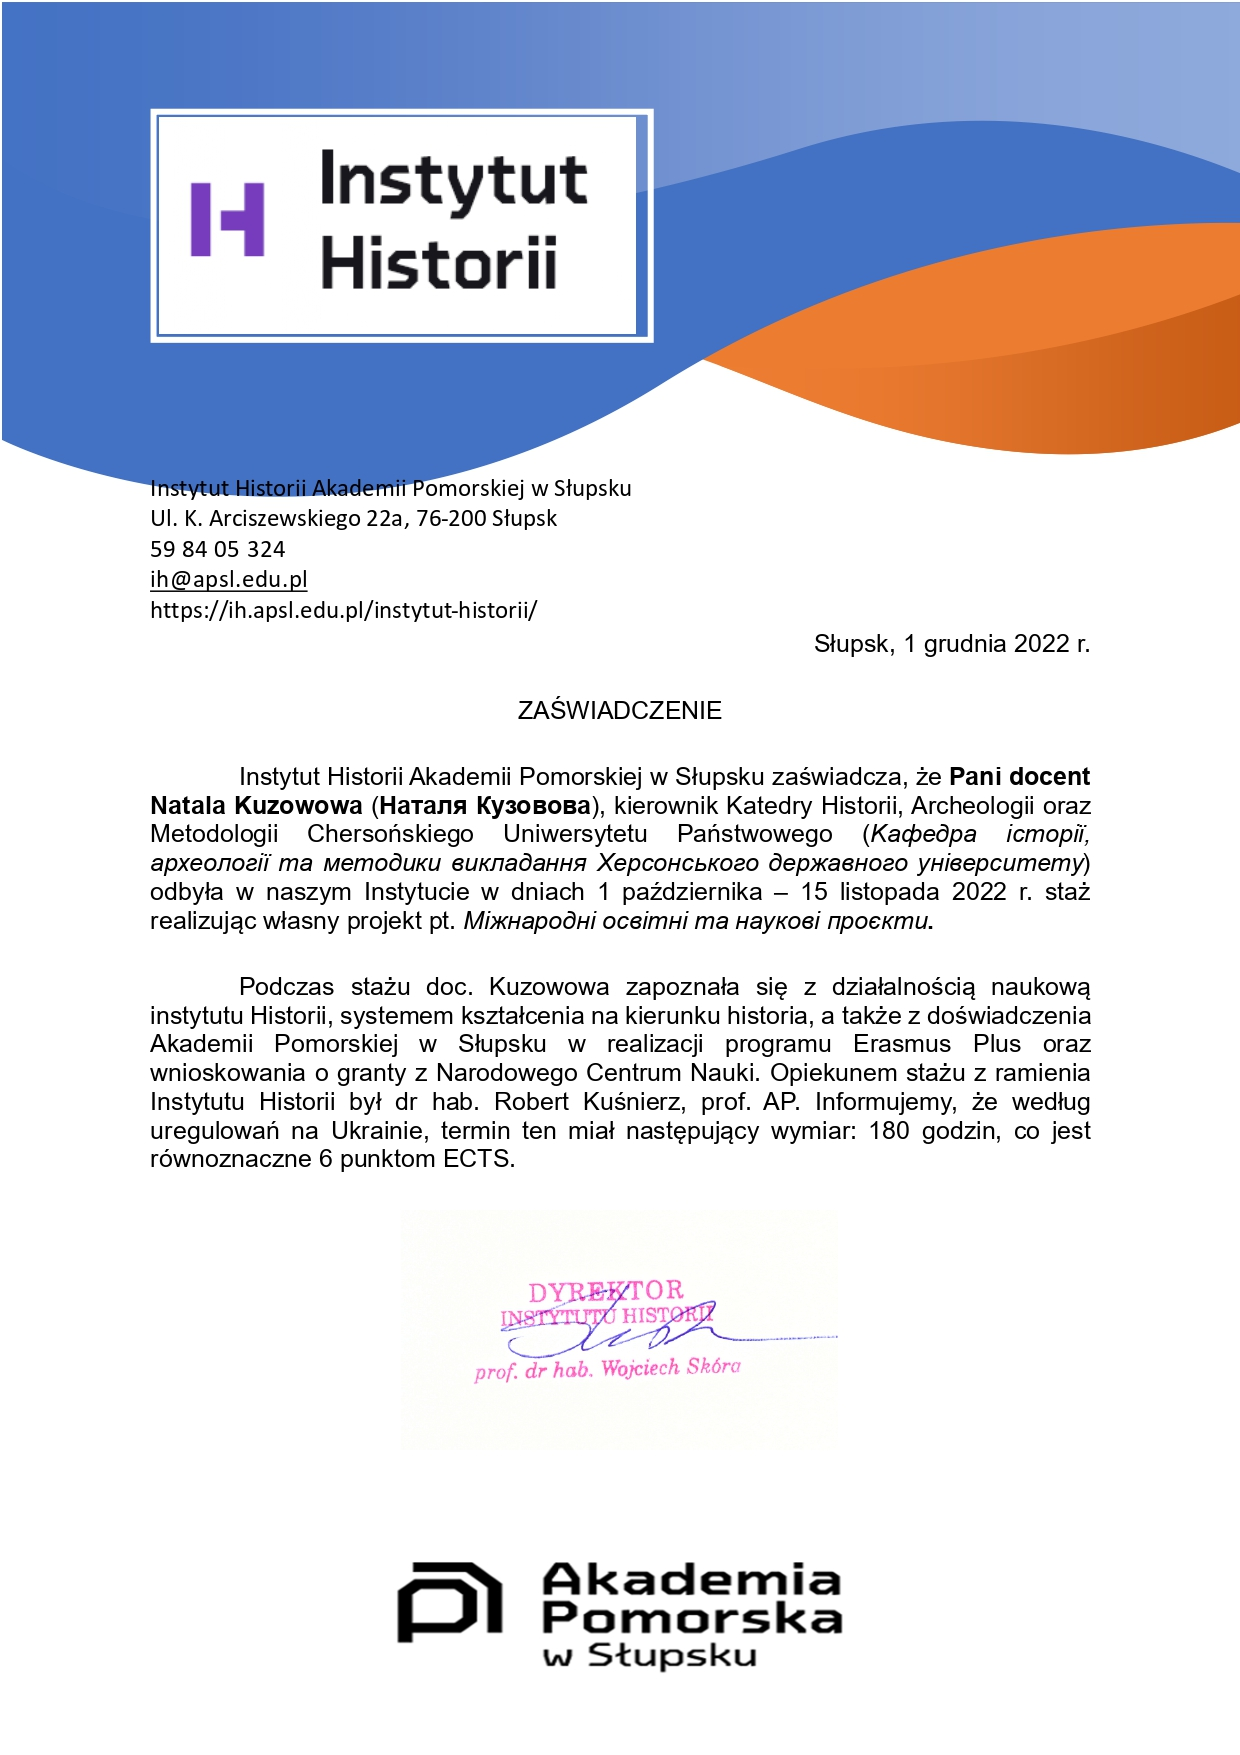 Instytut
Historii
Instytut Historii Akademii Pomorskiej w Słupsku
Ul. K. Arciszewskiego 22a, 76-200 Słupsk
59 84 05 324
ih@apsl.edu.pl
https://ih.apsl.edu.pl/instytut-historii/
Słupsk, 1 grudnia 2022 r.
ZAŚWIADCZENIE
Instytut Historii Akademii Pomorskiej w Słupsku zaświadcza, że Pani docent
Natala Kuzowowa (Наталя Кузовова), kierownik Katedry Historii, Archeologii oraz
Metodologii Chersońskiego Uniwersytetu Państwowego (Кафедра історії,
археології та методики викладання Херсонського державного університету)
odbyła w naszym Instytucie w dniach 1 października – 15 listopada 2022 r. staż
realizując własny projekt pt. Міжнародні освітні та наукові проєкти.
Podczas stażu doc. Kuzowowa zapoznała się z działalnością naukową
instytutu Historii, systemem kształcenia na kierunku historia, a także z doświadczenia
Akademii Pomorskiej w Słupsku w realizacji programu Erasmus Plus oraz
wnioskowania o granty z Narodowego Centrum Nauki. Opiekunem stażu z ramienia
Instytutu Historii był dr hab. Robert Kuśnierz, prof. AP. Informujemy, że według
uregulowań na Ukrainie, termin ten miał następujący wymiar: 180 godzin, co jest
równoznaczne 6 punktom ECTS.
DYREKTOR
INSTYTUTU HISTORII
prof. dr hab. Wojciech Skóra
Akademia
Pomorska
w Słupsku